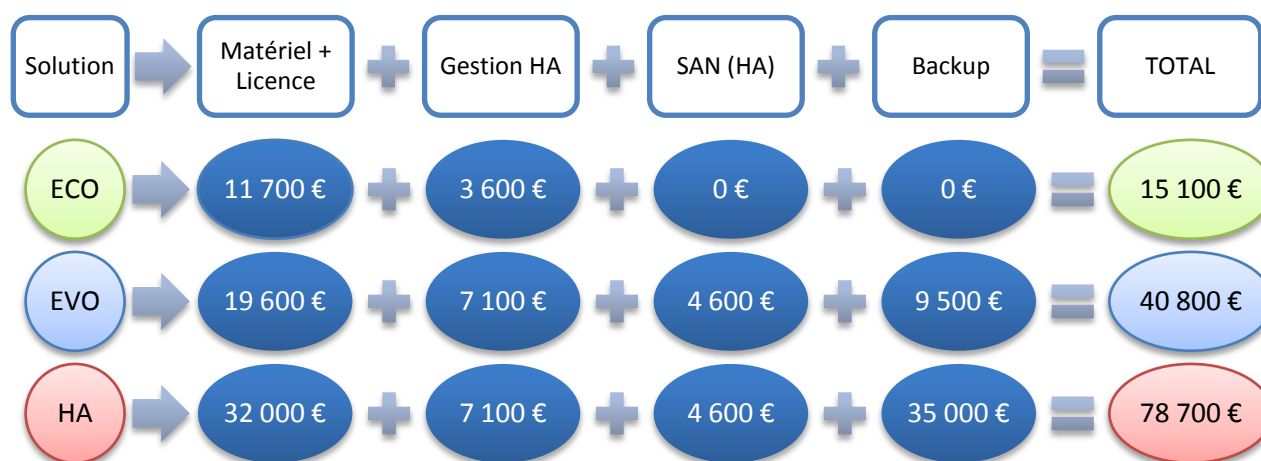 Solution
Matériel +
Licence
Gestion HA
SAN (HA)
Backup
TOTAL
ECO
11 700 €
3 600 €
0 €
0 €
15 100 €
EVO
19 600 €
7 100 €
4 600 €
9 500 €
40 800 €
HA
32 000 €
7 100 €
4 600 €
35 000 €
78 700 €